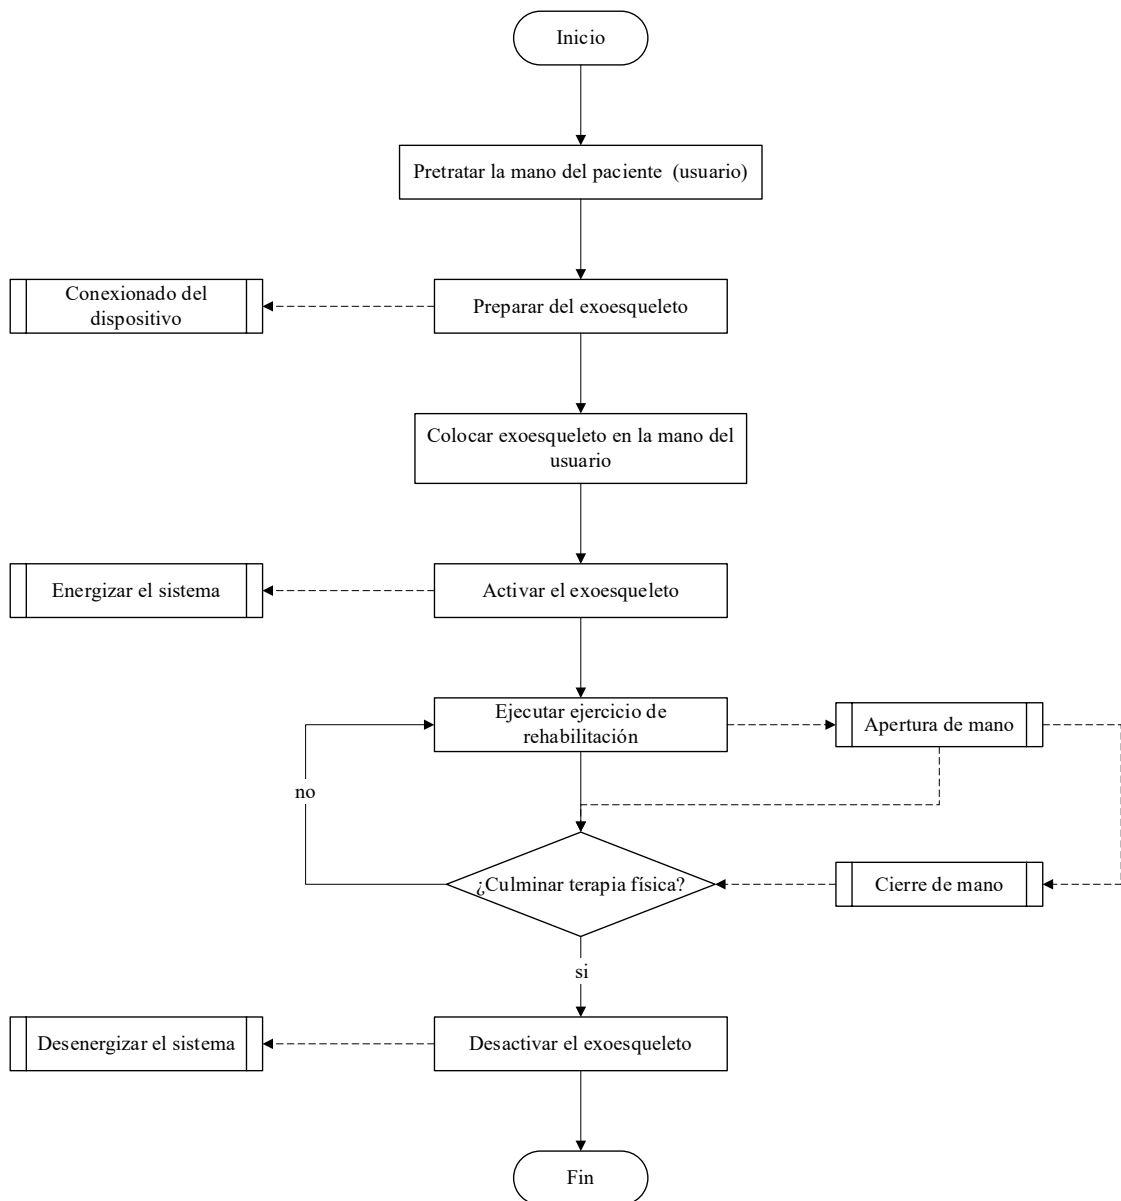 Inicio
Pretratar la mano del paciente (usuario)
Conexionado del
dispositivo
Preparar del exoesqueleto
Colocar exoesqueleto en la mano del
usuario
Energizar el sistema
Activar el exoesqueleto
Ejecutar ejercicio de
rehabilitación
Apertura de mano
no
¿Culminar terapia física?
Cierre de mano
si
Desenergizar el sistema
Desactivar el exoesqueleto
Fin